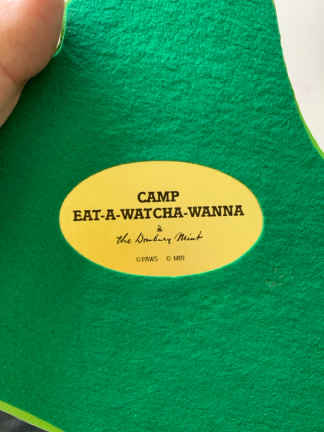 CAMP
EAT-A-WATCHA-WANNA
&
the Danbury Mint
©PAWS © MBI